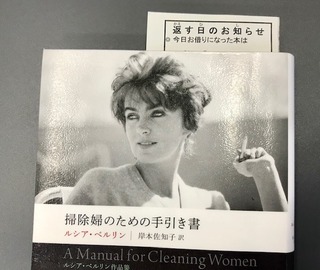 返す日のお知らせ
◎ 今日お借りになった本は
掃除婦のための手引き書
ルシア・ベルリン 岸本佐知子 訳
A Manual for Cleaning Women
ルシア・ベルリン作品集